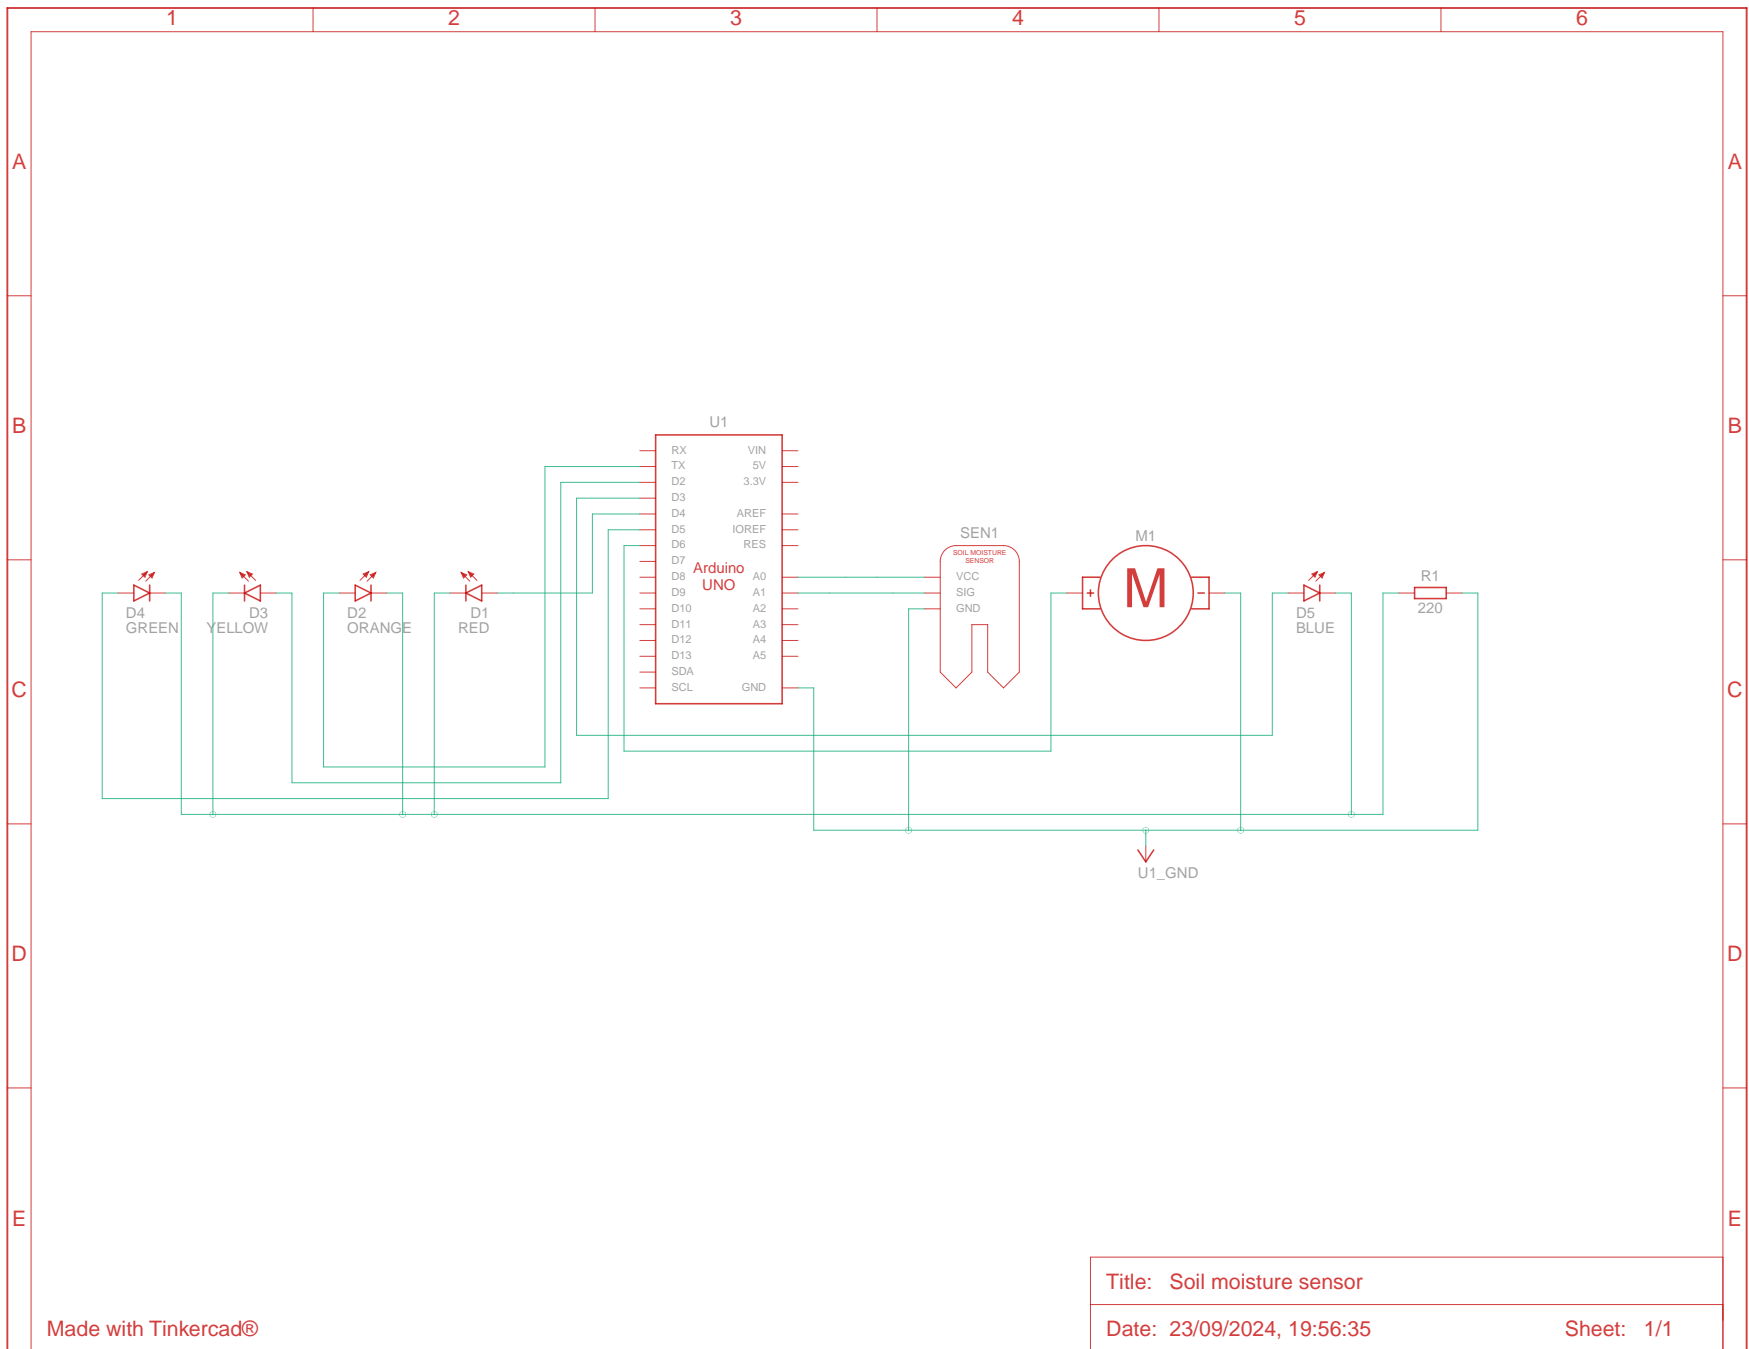 1 2 3 4 5 6
A A
B B
U1
RX VIN
TX 5V
D2 3.3V
D3
D4 AREF
D5 IOREF
D6 RES
D7
D8 A0
D9 A1
D10 A2
D11 A3
D12 A4
D13 A5
SDA
SCL GND
Arduino
UNO
SEN1
SOIL MOISTURE
SENSOR
VCC
SIG
GND
M1
+ M -
D4
GREEN
D3
YELLOW
D2
ORANGE
D1
RED
D5
BLUE
R1
220
C C
U1_GND
D D
E E
Title: Soil moisture sensor
Made with Tinkercad®
Date: 23/09/2024, 19:56:35 Sheet: 1/1